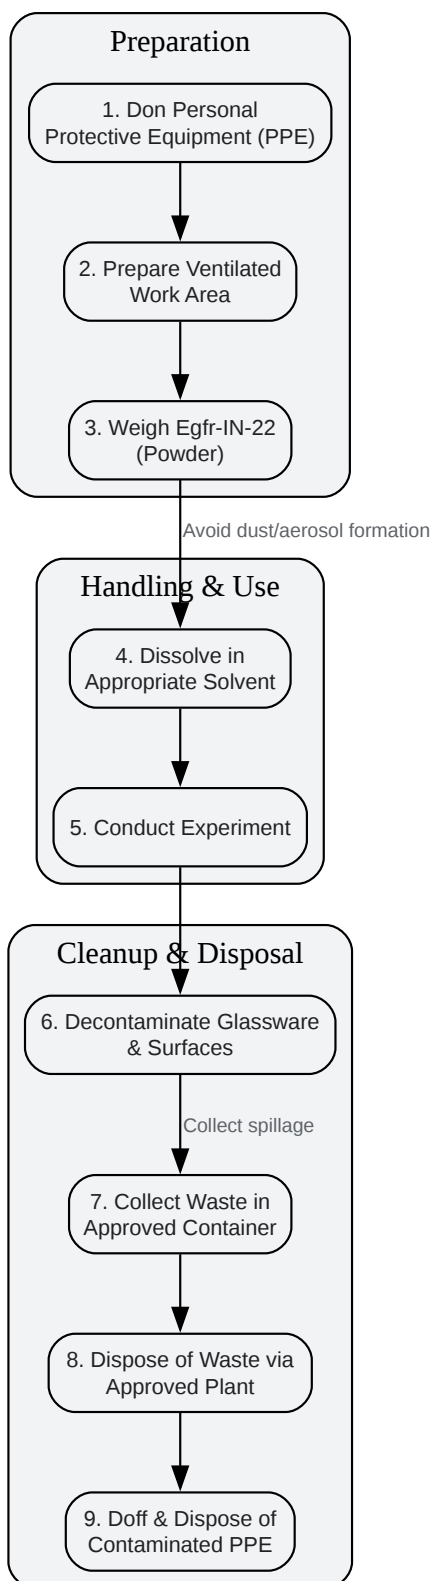 Preparation
1. Don Personal
Protective Equipment (PPE)
2. Prepare Ventilated
Work Area
3. Weigh Egfr-IN-22
(Powder)
Avoid dust/aerosol formation
Handling & Use
4. Dissolve in
Appropriate Solvent
5. Conduct Experiment
Cleanup & Disposal
6. Decontaminate Glassware
& Surfaces
Collect spillage
7. Collect Waste in
Approved Container
8. Dispose of Waste via
Approved Plant
9. Doff & Dispose of
Contaminated PPE